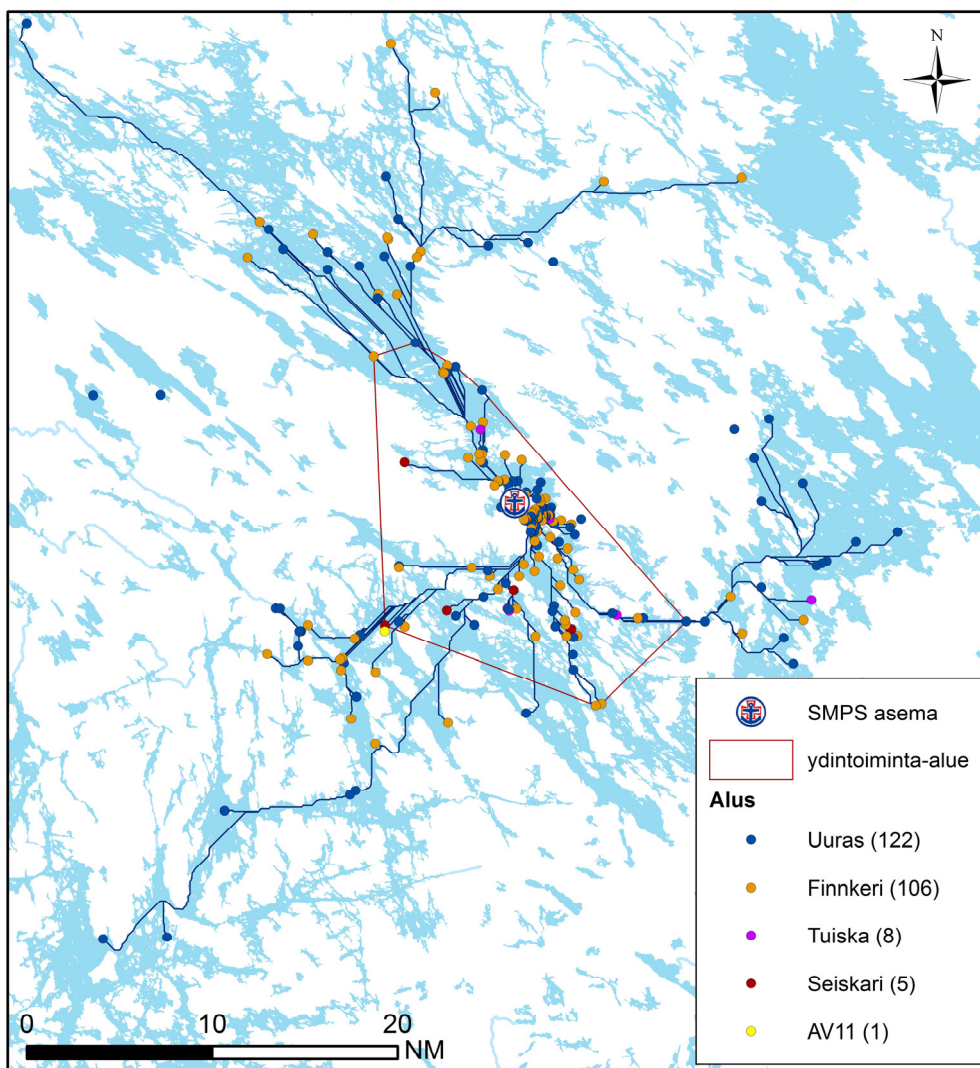 N
SMPS asema
ydintoiminta-alue
Alus
Uuras (122)
Finnkeri (106)
Tuiska (8)
Seiskari (5)
AV11 (1)
0 10 20 NM